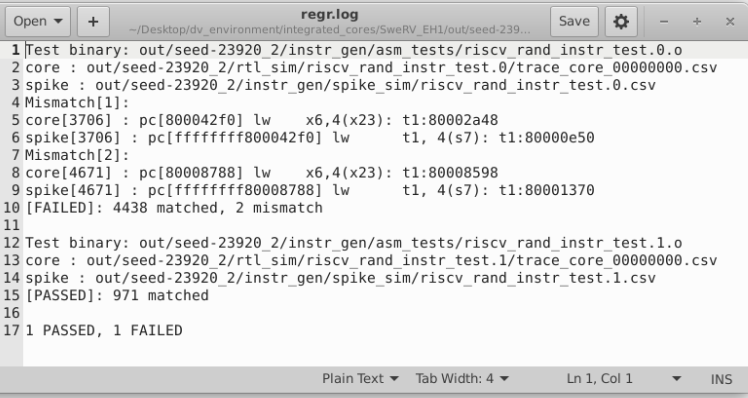 Open
+
regr.log
~/Desktop/dv_environment/integrated_cores/SweRV_EH1/out/seed-239...
Save
1 Test binary: out/seed-23920_2/instr_gen/asm_tests/riscv_rand_instr_test.0.o
2 core : out/seed-23920_2/rtl_sim/riscv_rand_instr_test.0/trace_core_00000000.csv
3 spike : out/seed-23920_2/instr_gen/spike_sim/riscv_rand_instr_test.0.csv
4 Mismatch[1]:
5 core[3706] : pc[800042f0] lw    x6,4(x23): t1:80002a48
6 spike[3706] : pc[ffffffff800042f0] lw      t1, 4(s7): t1:80000e50
7 Mismatch[2]:
8 core[4671] : pc[80008788] lw    x6,4(x23): t1:80008598
9 spike[4671] : pc[ffffffff80008788] lw      t1, 4(s7): t1:80001370
10 [FAILED]: 4438 matched, 2 mismatch
11
12 Test binary: out/seed-23920_2/instr_gen/asm_tests/riscv_rand_instr_test.1.o
13 core : out/seed-23920_2/rtl_sim/riscv_rand_instr_test.1/trace_core_00000000.csv
14 spike : out/seed-23920_2/instr_gen/spike_sim/riscv_rand_instr_test.1.csv
15 [PASSED]: 971 matched
16
17 1 PASSED, 1 FAILED
Plain Text Tab Width: 4 Ln 1, Col 1 INS